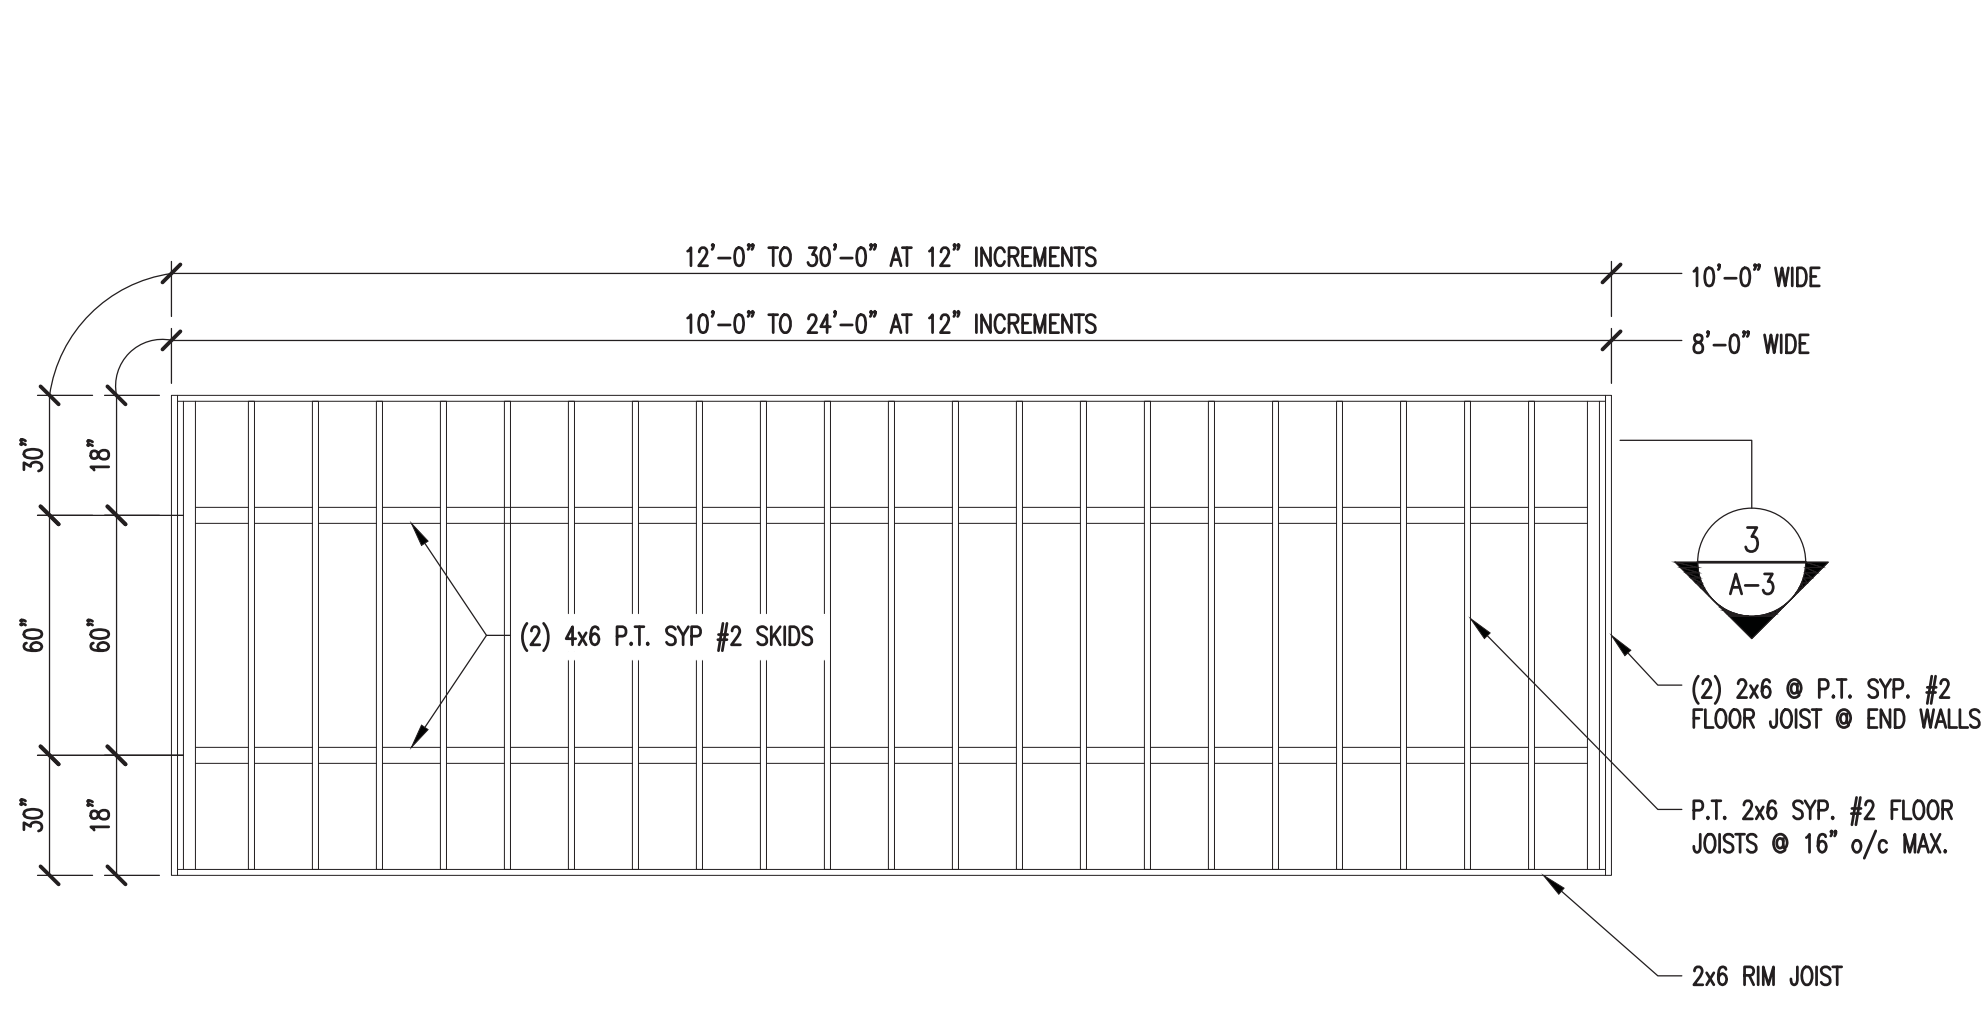 12'-0" TO 30'-0" AT 12" INCREMENTS
10'-0" WIDE
10'-0" TO 24'-0" AT 12" INCREMENTS
8'-0" WIDE
30"
18"
60"
60"
30"
18"
(2) 4x6 P.T. SYP #2 SKIDS
3
A-3
(2) 2x6 @ P.T. SYP. #2
FLOOR JOIST @ END WALLS
P.T. 2x6 SYP. #2 FLOOR
JOISTS @ 16" o/c MAX.
2x6 RIM JOIST